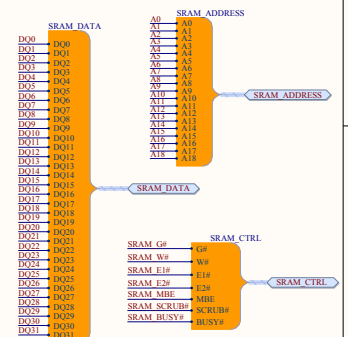 SRAM_DATA
DQ0 DQ0
DQ1 DQ1
DQ2 DQ2
DQ3 DQ3
DQ4 DQ4
DQ5 DQ5
DQ6 DQ6
DQ7 DQ7
DQ8 DQ8
DQ9 DQ9
DQ10 DQ10
DQ11 DQ11
DQ12 DQ12
DQ13 DQ13
DQ14 DQ14
DQ15 DQ15
DQ16 DQ16
DQ17 DQ17
DQ18 DQ18
DQ19 DQ19
DQ20 DQ20
DQ21 DQ21
DQ22 DQ22
DQ23 DQ23
DQ24 DQ24
DQ25 DQ25
DQ26 DQ26
DQ27 DQ27
DQ28 DQ28
DQ29 DQ29
DQ30 DQ30
DQ31 DQ31
SRAM_DATA
SRAM_ADDRESS
A0 A0
A1 A1
A2 A2
A3 A3
A4 A4
A5 A5
A6 A6
A7 A7
A8 A8
A9 A9
A10 A10
A11 A11
A12 A12
A13 A13
A14 A14
A15 A15
A16 A16
A17 A17
A18 A18
SRAM_ADDRESS
SRAM_CTRL
SRAM_G# G#
SRAM_W# W#
SRAM_E1# E1#
SRAM_E2# E2#
SRAM_MBE MBE
SRAM_SCRUB# SCRUB#
SRAM_BUSY# BUSY#
SRAM_CTRL